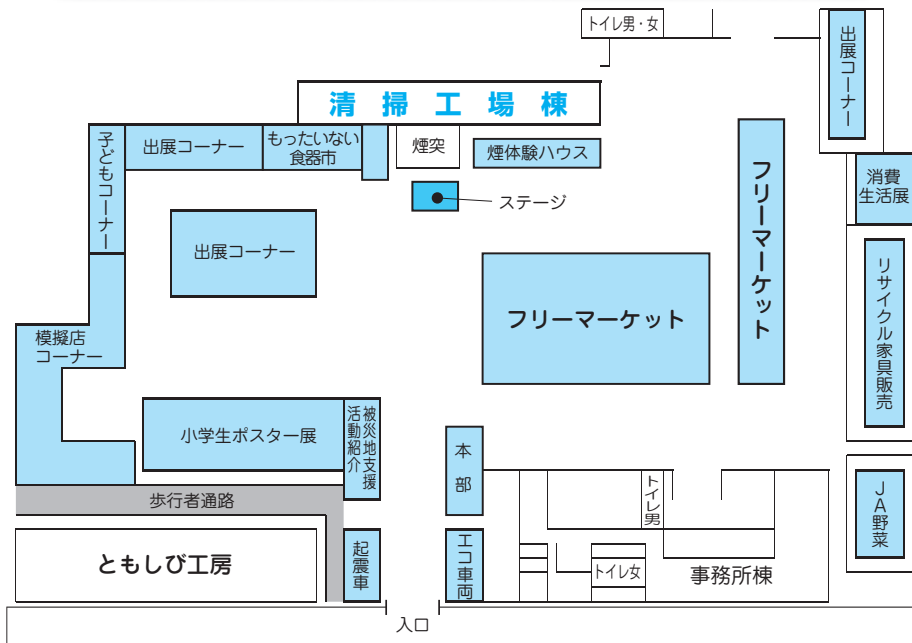 トイレ男・女
出展コーナー
清掃工場棟
子どもコーナー
出展コーナー
もったいない
食器市
煙突
煙体験ハウス
フリーマーケット
消費
生活展
ステージ
出展コーナー
リサイクル家具販売
フリーマーケット
模擬店
コーナー
小学生ポスター展
被災地支援
活動紹介
本部
トイレ男
JA野菜
歩行者通路
ともしび工房
起震車
エコ車両
トイレ女
事務所棟
入口